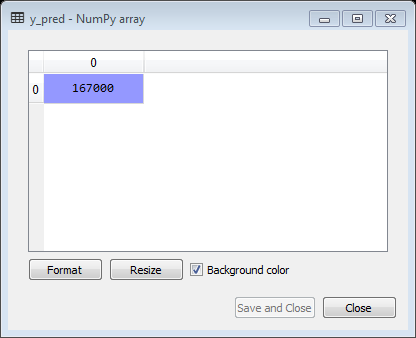 y_pred - NumPy array
0
0 167000
Format Resize Background color
Save and Close Close